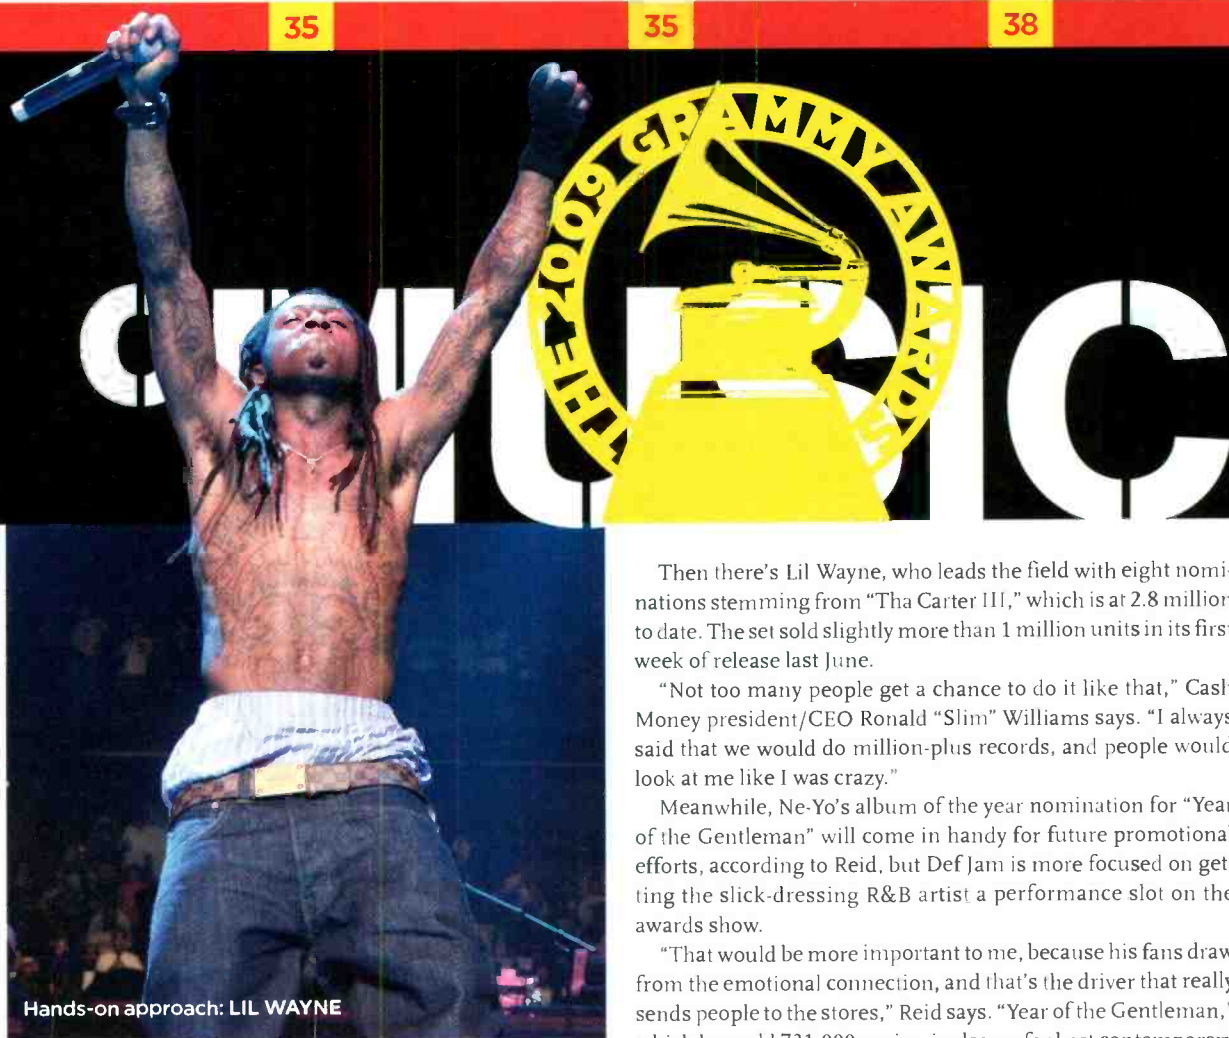 35 35 38
THE 2009 GRAMMY AWARDS
MUSIC
Then there's Lil Wayne, who leads the field with eight nomi-
nations stemming from “Tha Carter III,” which is at 2.8 million
to date. The set sold slightly more than 1 million units in its first
week of release last June.
“Not too many people get a chance to do it like that,” Cash
Money president/CEO Ronald “Slim” Williams says. “I always
said that we would do million-plus records, and people would
look at me like I was crazy.”
Meanwhile, Ne-Yo's album of the year nomination for “Year
of the Gentleman” will come in handy for future promotional
efforts, according to Reid, but Def Jam is more focused on get-
ting the slick-dressing R&B artist a performance slot on the
awards show.
“That would be more important to me, because his fans draw
from the emotional connection, and that's the driver that really
sends people to the stores,” Reid says. “Year of the Gentleman,”
Hands-on approach: LIL WAYNE